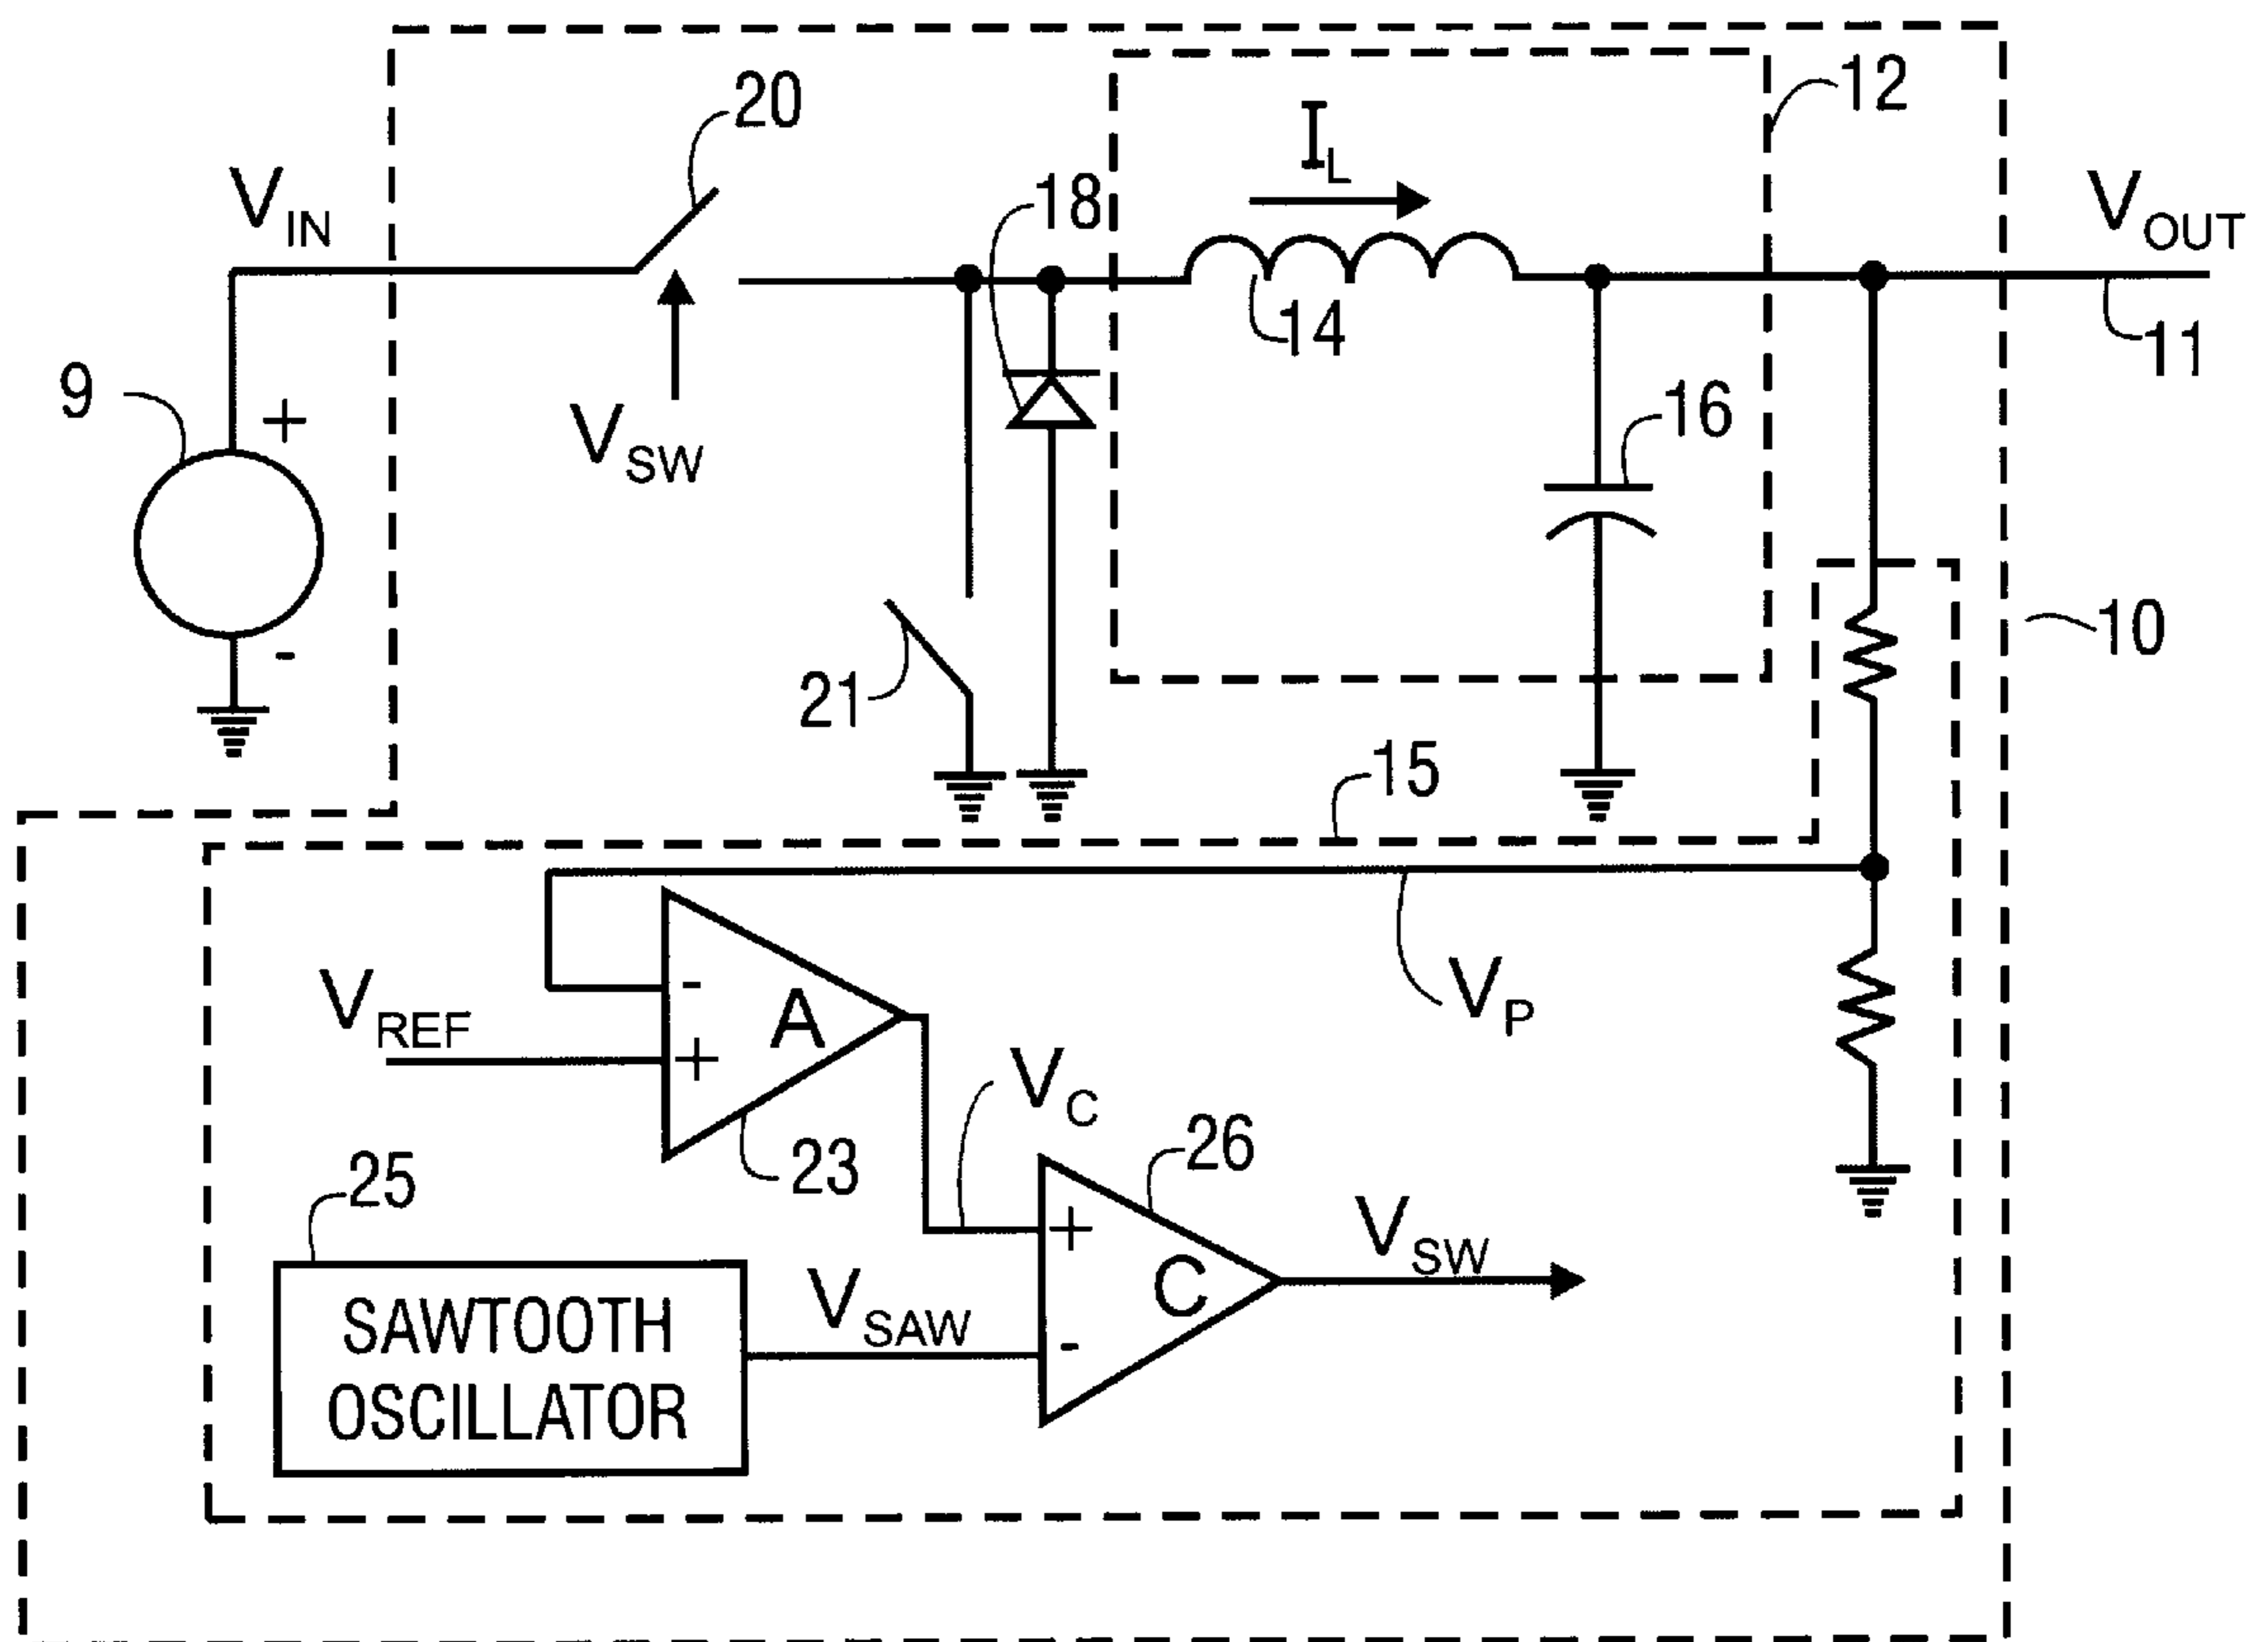 20
12
I_L
V_IN
18
V_OUT
14
11
9
+
V_SW
16
-
10
21
15
-
A
V_REF
+
V_P
V_C
23
26
25
+
V_SW
C
SAWTOOTH
OSCILLATOR
V_SAW
-